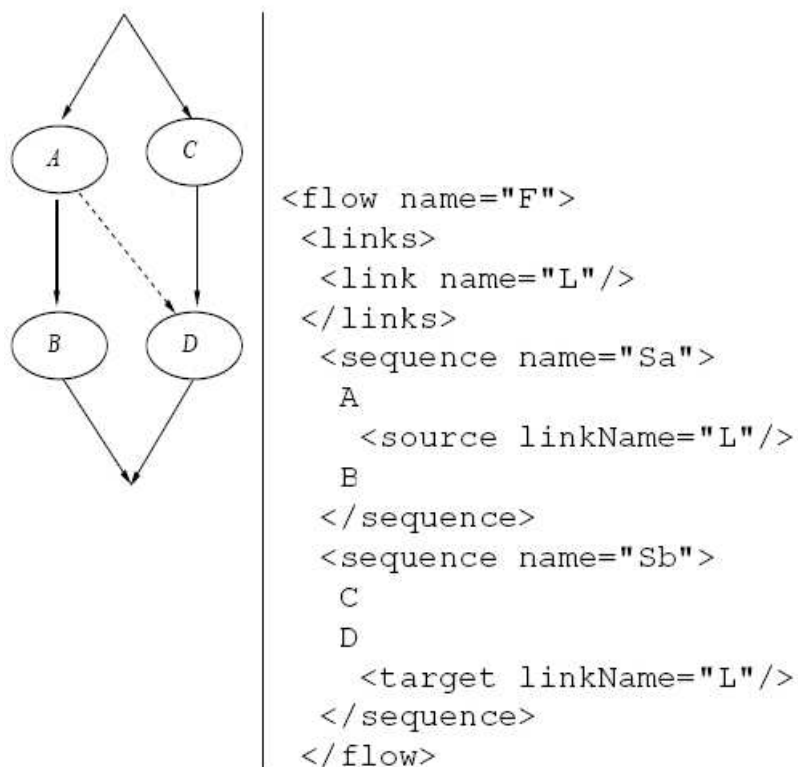 A
C
B
D
<flow name="F">
<links>
<link name="L"/>
</links>
<sequence name="Sa">
A
<source linkName="L"/>
B
</sequence>
<sequence name="Sb">
C
D
<target linkName="L"/>
</sequence>
</flow>